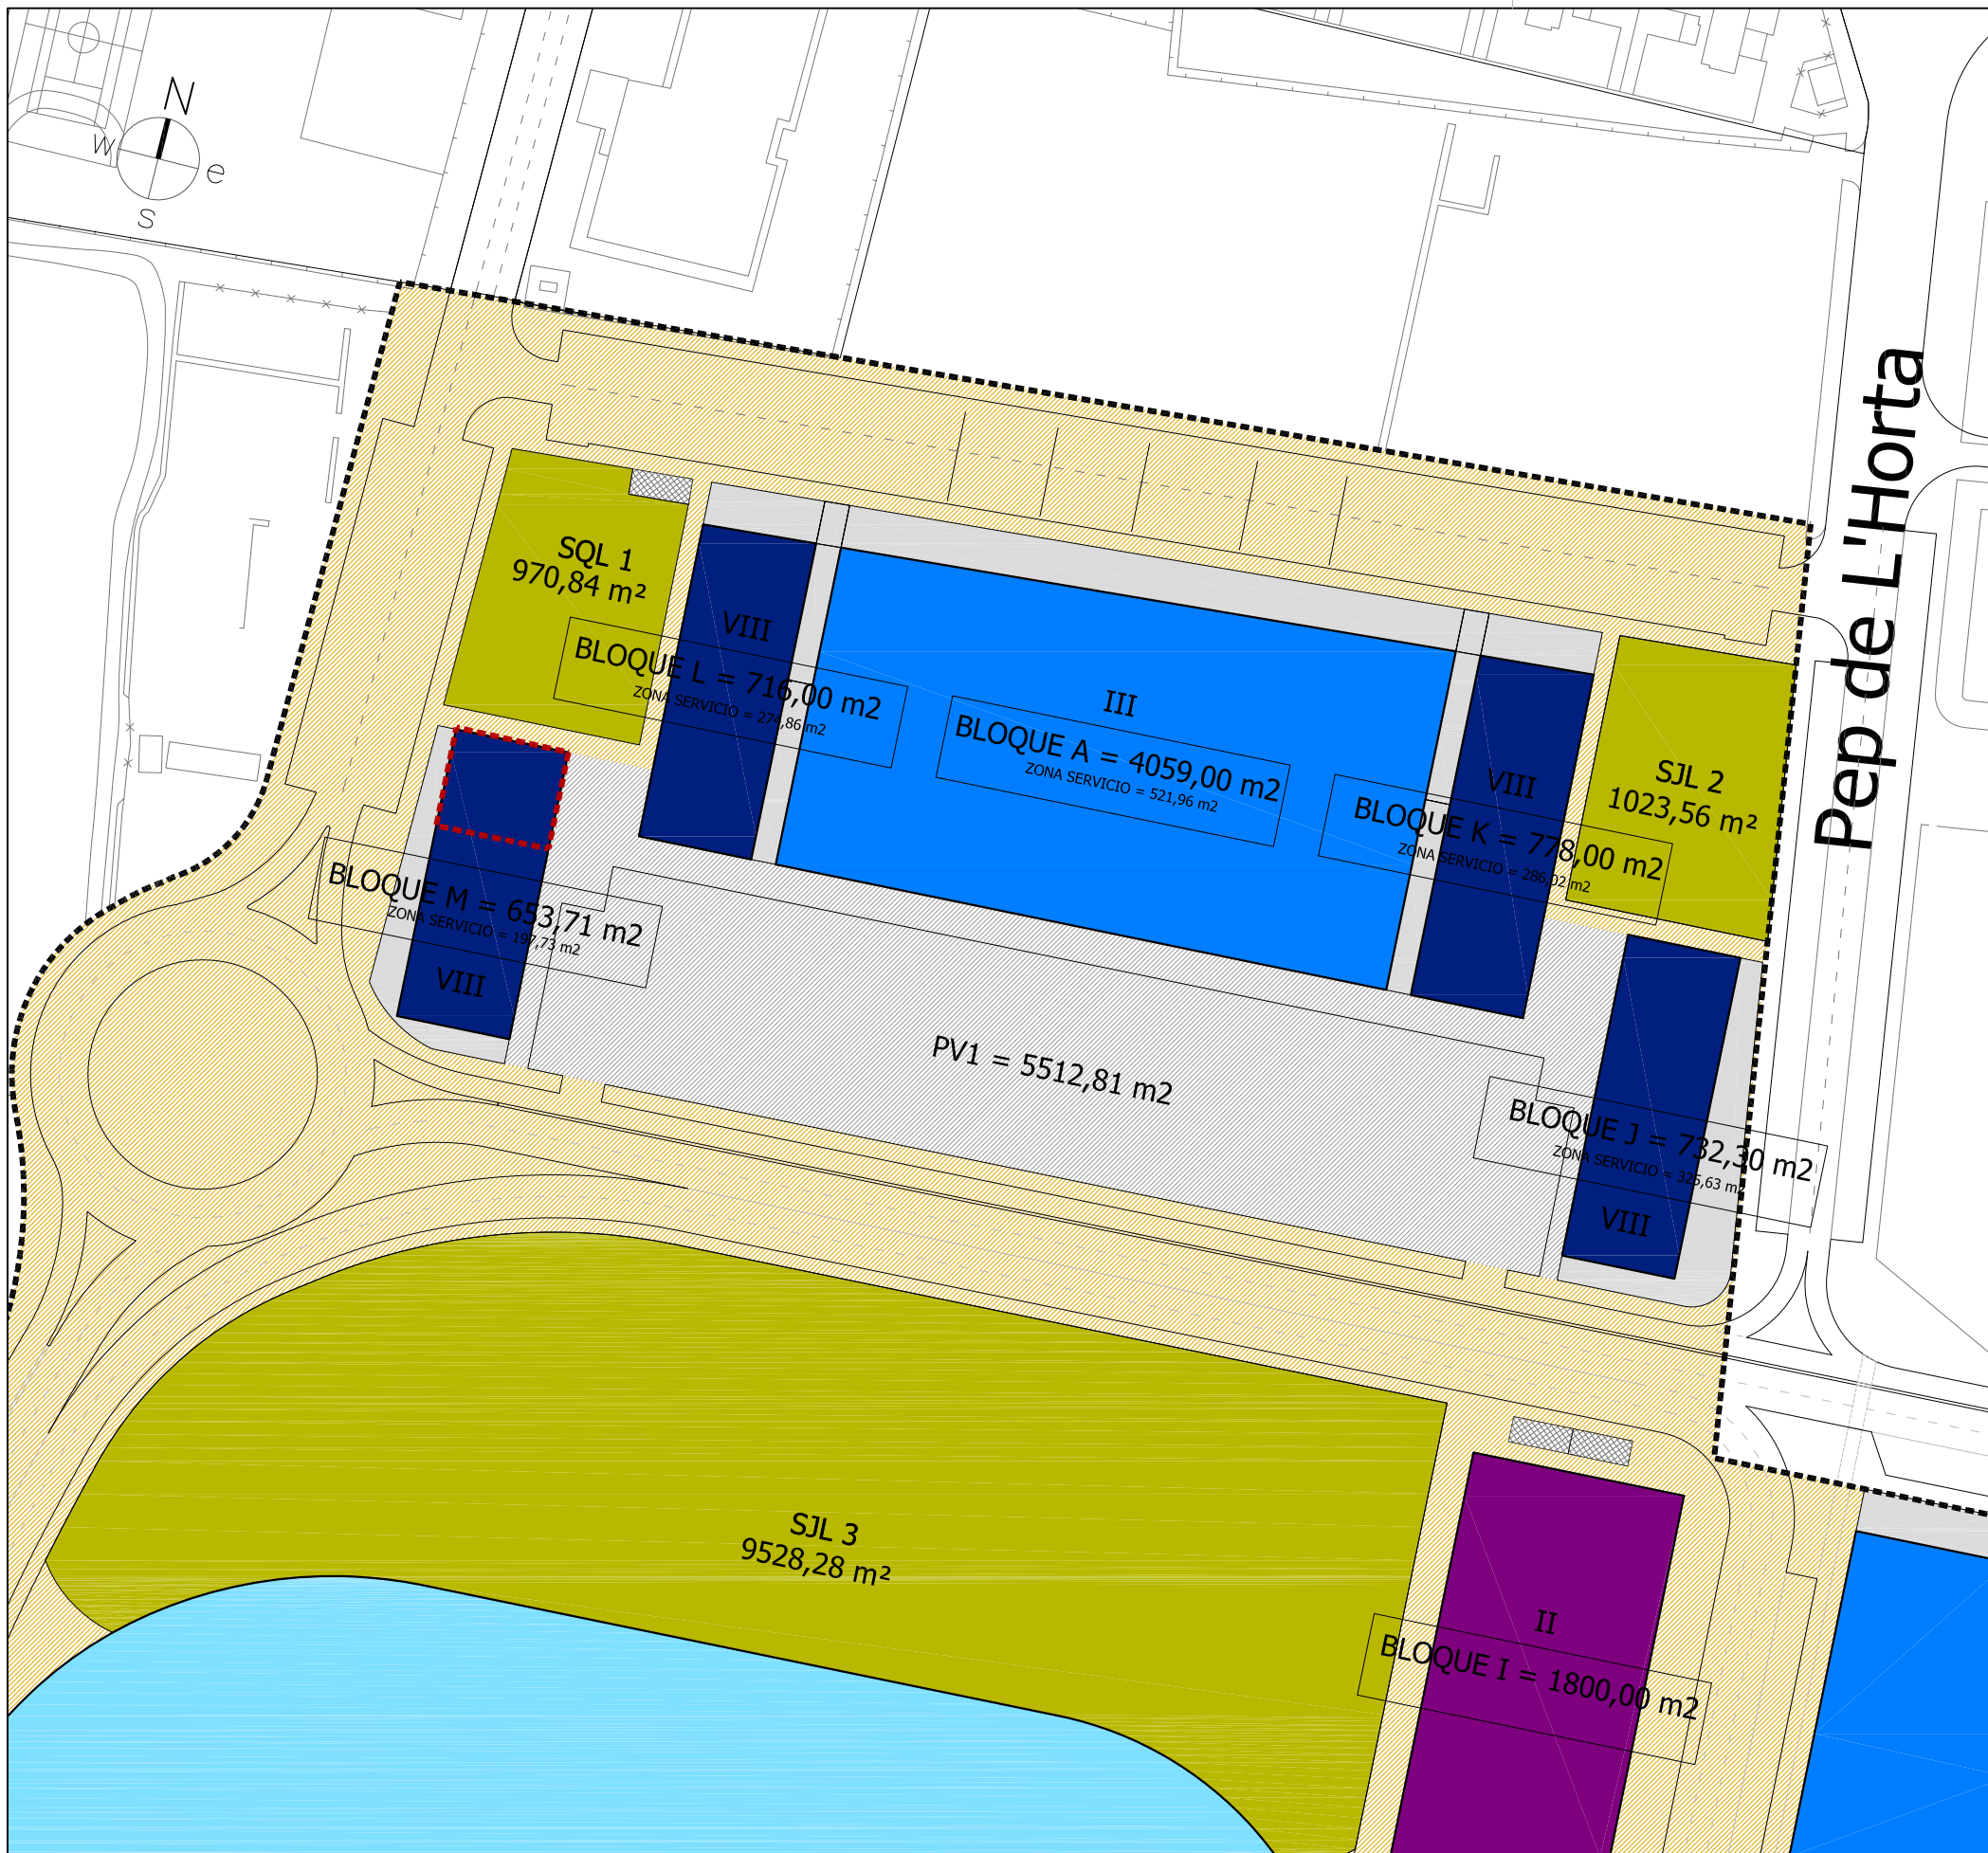 N
W
e
S
Pep de L'Horta
SQL 1
970,84 m²
VIII
BLOQUE L = 716,00 m2
ZONA SERVICIO = 274,86 m2
III
BLOQUE A = 4059,00 m2
ZONA SERVICIO = 521,96 m2
VIII
BLOQUE K = 778,00 m2
ZONA SERVICIO = 286,02 m2
SJL 2
1023,56 m²
BLOQUE M = 653,71 m2
ZONA SERVICIO = 197,73 m2
VIII
PV1 = 5512,81 m2
BLOQUE J = 732,30 m2
ZONA SERVICIO = 325,63 m2
VIII
SJL 3
9528,28 m²
II
BLOQUE I = 1800,00 m2